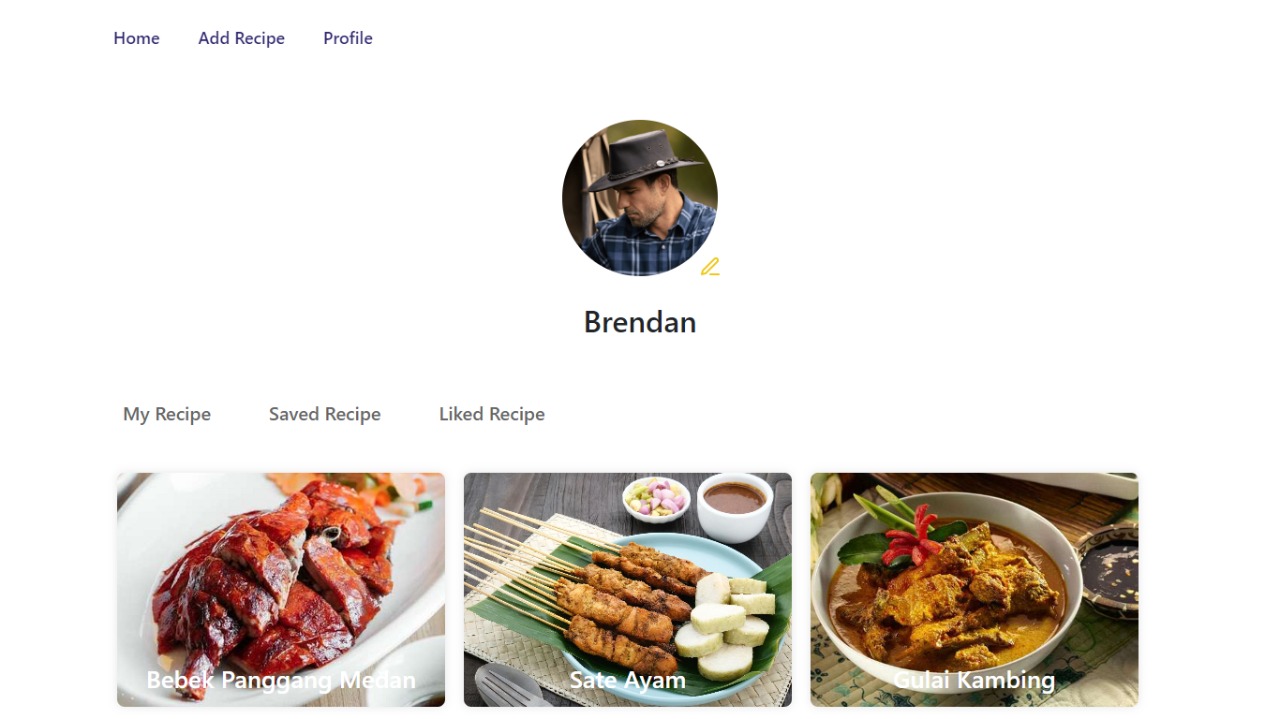 Home Add Recipe Profile
Brendan
My Recipe Saved Recipe Liked Recipe
Bebek Panggang Medan Sate Ayam Gulai Kambing